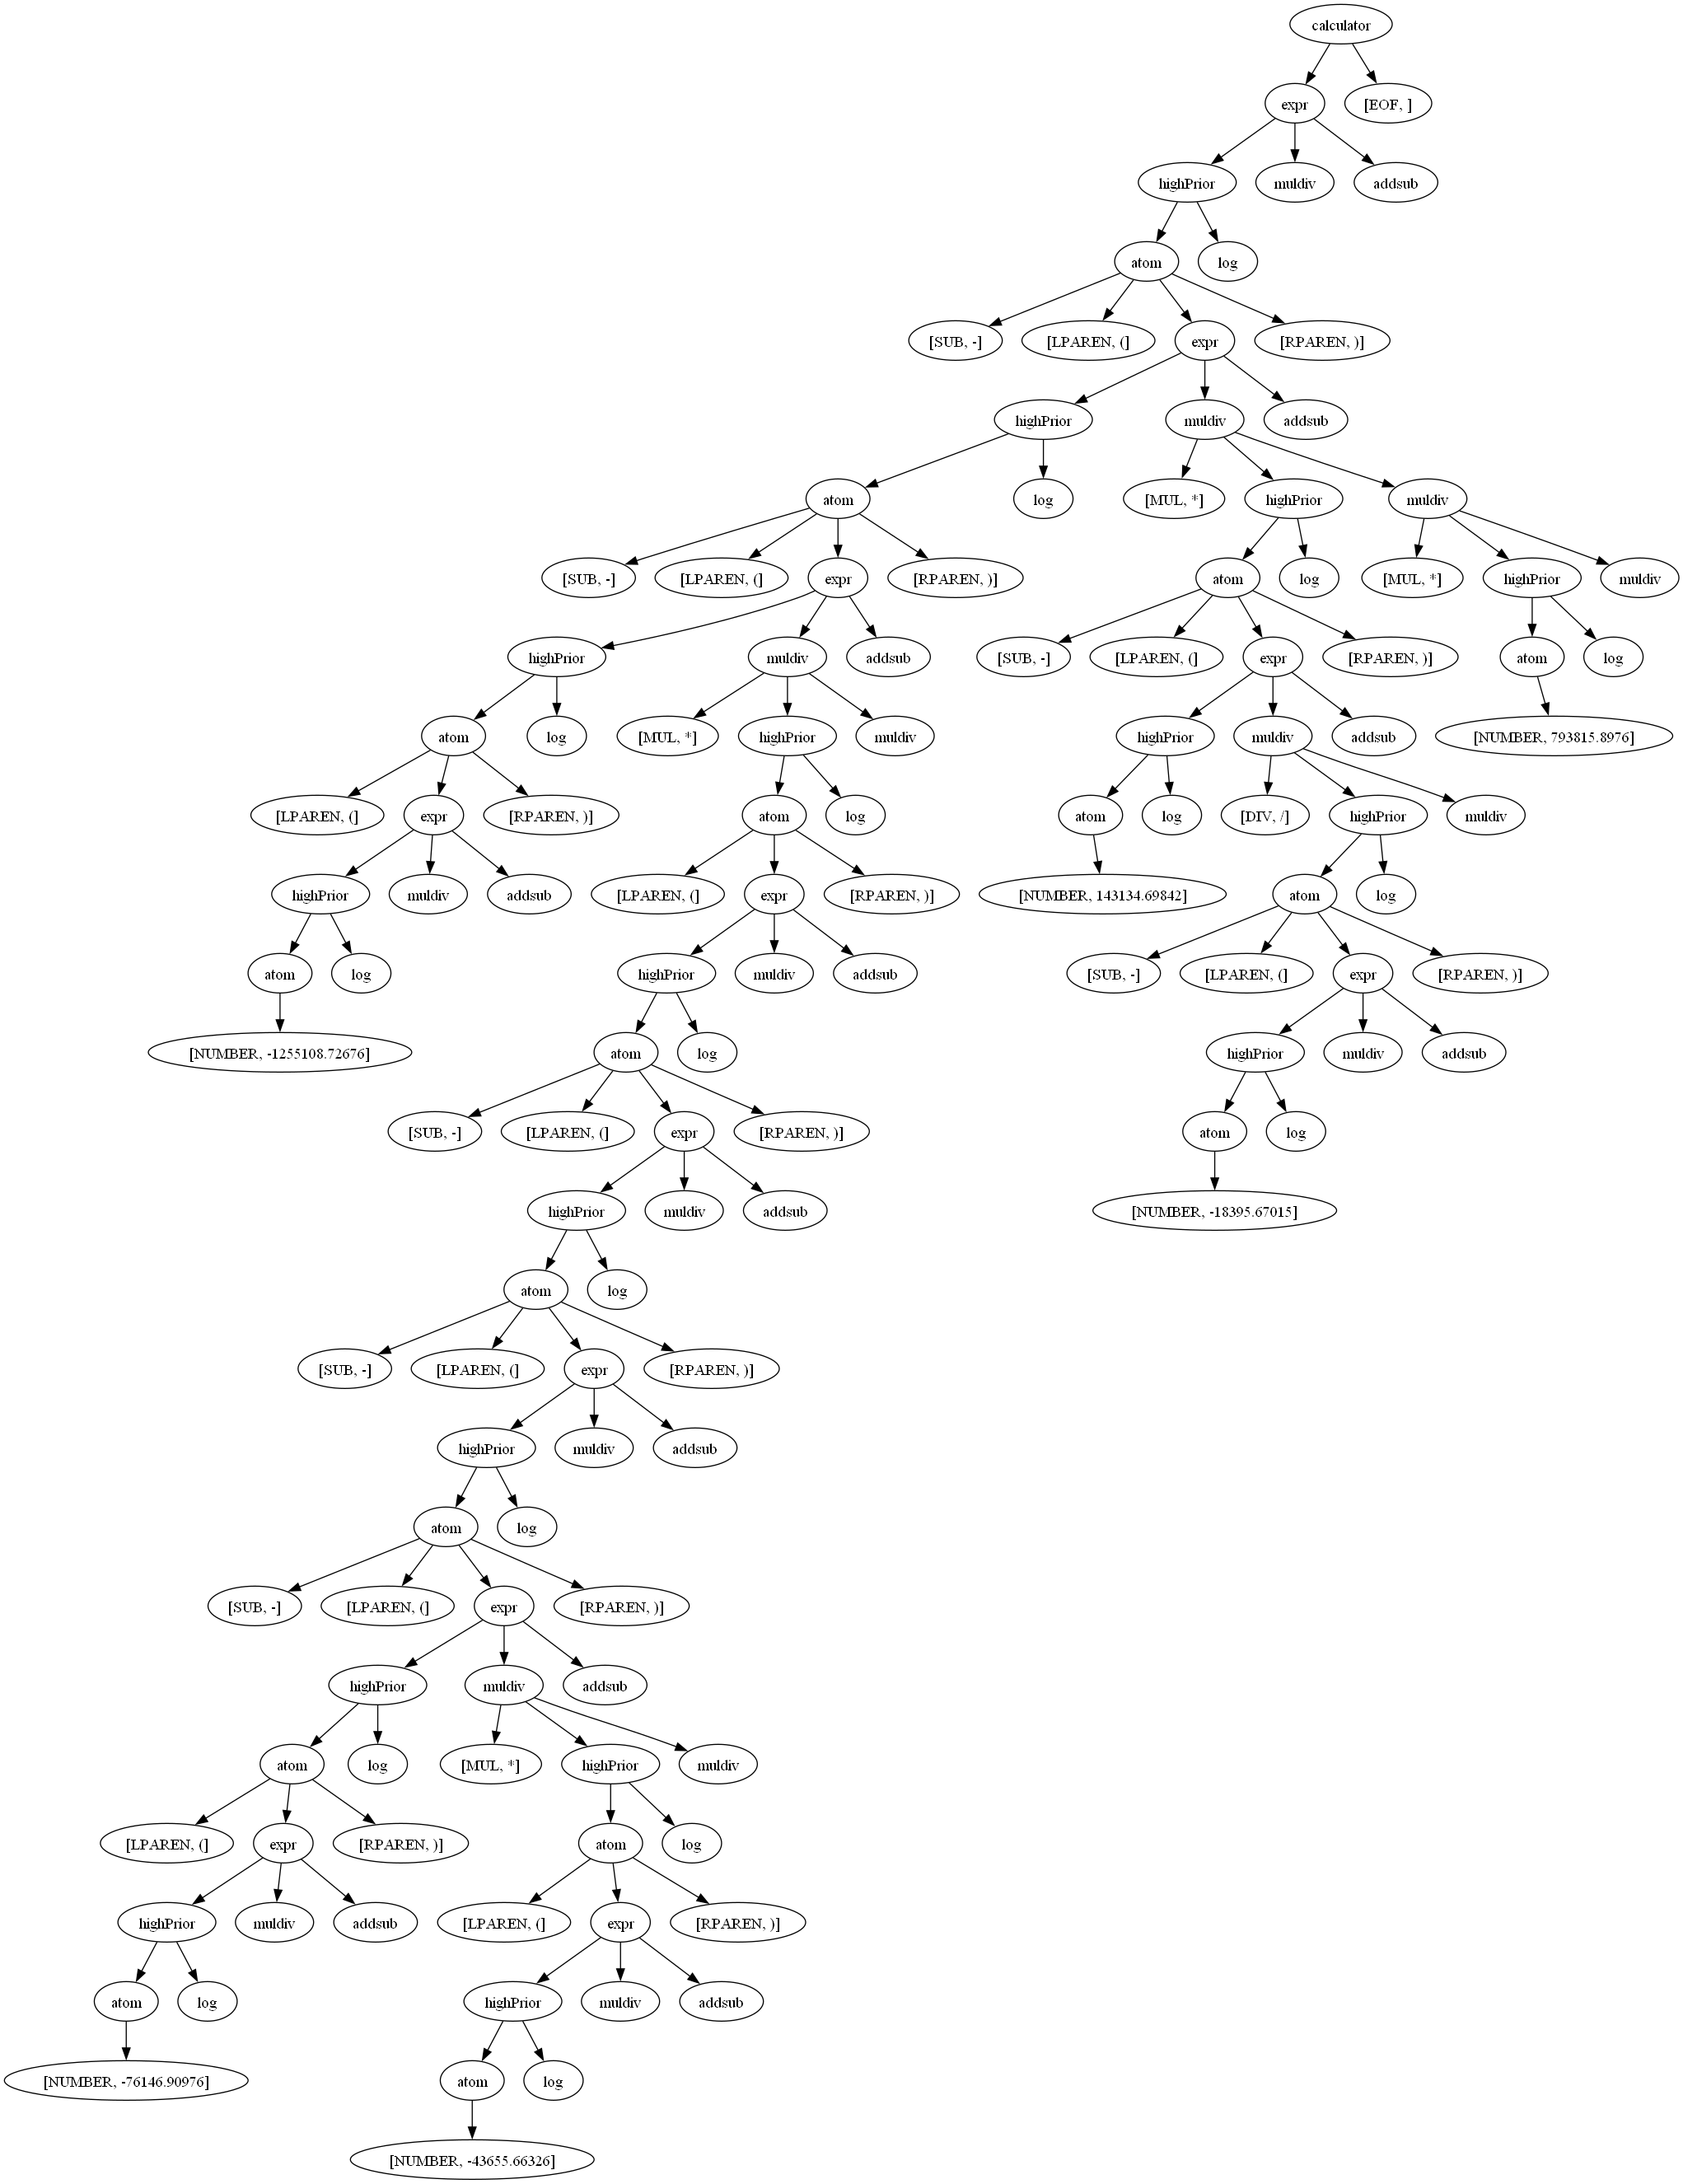 calculator
expr
[EOF, ]
highPrior
muldiv
addsub
atom
log
[SUB, -]
[LPAREN, (]
expr
[RPAREN, )]
highPrior
muldiv
addsub
atom
log
[MUL, *]
highPrior
muldiv
[SUB, -]
[LPAREN, (]
expr
[RPAREN, )]
atom
log
[MUL, *]
highPrior
muldiv
highPrior
muldiv
addsub
[SUB, -]
[LPAREN, (]
expr
[RPAREN, )]
atom
log
atom
log
[MUL, *]
highPrior
muldiv
highPrior
muldiv
addsub
[NUMBER, 793815.8976]
[LPAREN, (]
expr
[RPAREN, )]
atom
log
atom
log
[DIV, /]
highPrior
muldiv
highPrior
muldiv
addsub
[LPAREN, (]
expr
[RPAREN, )]
[NUMBER, 143134.69842]
atom
log
atom
log
highPrior
muldiv
addsub
[SUB, -]
[LPAREN, (]
expr
[RPAREN, )]
[NUMBER, -1255108.72676]
atom
log
highPrior
muldiv
addsub
[SUB, -]
[LPAREN, (]
expr
[RPAREN, )]
atom
log
highPrior
muldiv
addsub
[NUMBER, -18395.67015]
atom
log
[SUB, -]
[LPAREN, (]
expr
[RPAREN, )]
highPrior
muldiv
addsub
atom
log
[SUB, -]
[LPAREN, (]
expr
[RPAREN, )]
highPrior
muldiv
addsub
atom
log
[MUL, *]
highPrior
muldiv
[LPAREN, (]
expr
[RPAREN, )]
atom
log
highPrior
muldiv
addsub
[LPAREN, (]
expr
[RPAREN, )]
atom
log
highPrior
muldiv
addsub
[NUMBER, -76146.90976]
atom
log
[NUMBER, -43655.66326]